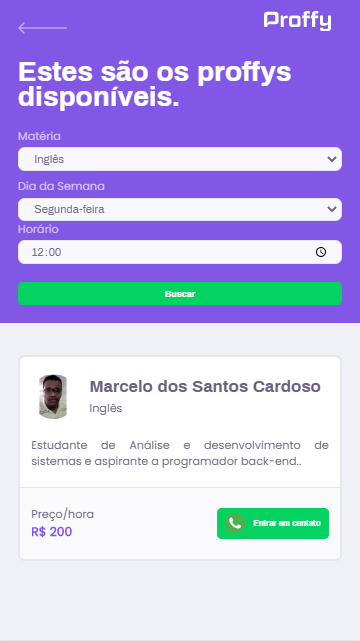 Proffy
Estes são os proffys
disponíveis.
Matéria
Inglês
Dia da Semana
Segunda-feira
Horário
12:00
Buscar
Marcelo dos Santos Cardoso
Inglês
Estudante de Análise e desenvolvimento de
sistemas e aspirante a programador back-end..
Preço/hora
R$ 200
Entrar em contato